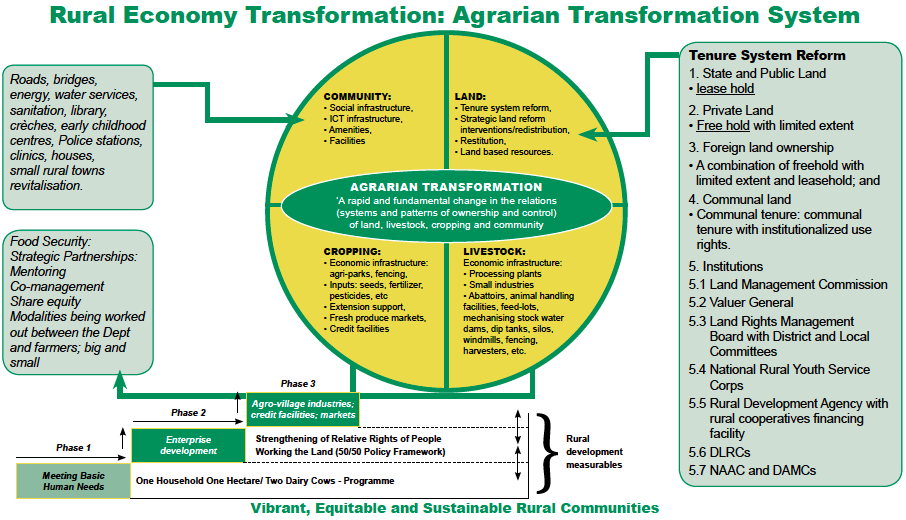 Rural Economy Transformation: Agrarian Transformation System
Roads, bridges,
energy, water services,
sanitation, library,
crèches, early childhood
centres, Police stations,
clinics, houses,
small rural towns
revitalisation.
Food Security:
Strategic Partnerships:
Mentoring
Co-management
Share equity
Modalities being worked
out between the Dept
and farmers; big and
small
COMMUNITY:
• Social infrastructure,
• ICT infrastructure,
• Amenities,
• Facilities
LAND:
• Tenure system reform,
• Strategic land reform
interventions/redistribution,
• Restitution,
• Land based resources.
AGRARIAN TRANSFORMATION
'A rapid and fundamental change in the relations
(systems and patterns of ownership and control)
of land, livestock, cropping and community
CROPPING:
• Economic infrastructure:
agri-parks, fencing,
• Inputs: seeds, fertilizer,
pesticides, etc
• Extension support,
• Fresh produce markets,
• Credit facilities
LIVESTOCK:
Economic infrastructure:
• Processing plants
• Small industries
• Abattoirs, animal handling
facilities, feed-lots,
mechanising stock water
dams, dip tanks, silos,
windmills, fencing,
harvesters, etc.
Tenure System Reform
1. State and Public Land
• lease hold
2. Private Land
• Free hold with limited extent
3. Foreign land ownership
• A combination of freehold with
limited extent and leasehold; and
4. Communal land
• Communal tenure: communal
tenure with institutionalized use
rights.
5. Institutions
5.1 Land Management Commission
5.2 Valuer General
5.3 Land Rights Management
Board with District and Local
Committees
5.4 National Rural Youth Service
Corps
5.5 Rural Development Agency with
rural cooperatives financing
facility
5.6 DLRCs
5.7 NAAC and DAMCs
Phase 3
Agro-village industries;
credit facilities; markets
Phase 2
Enterprise
development
Strengthening of Relative Rights of People
Working the Land (50/50 Policy Framework)
Phase 1
Meeting Basic
Human Needs
One Household One Hectare/ Two Dairy Cows - Programme
Rural
development
measurables
Vibrant, Equitable and Sustainable Rural Communities